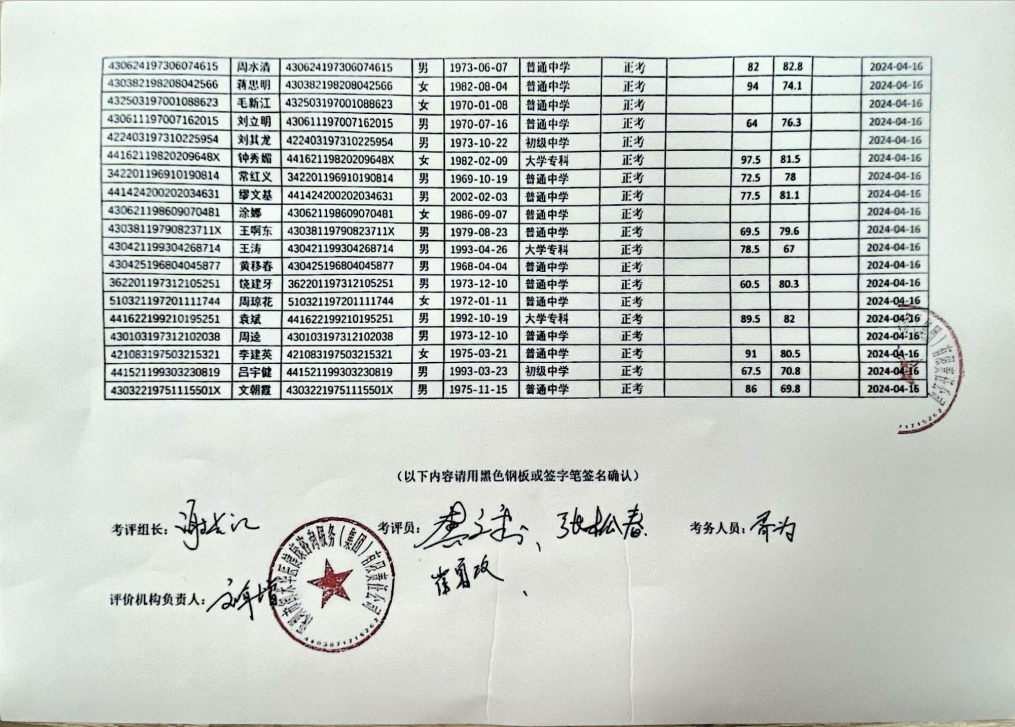 430624197306074615 周水清 430624197306074615 男 1973-06-07 普通中学 正考 82 82.8 2024-04-16
430382198208042566 蒋思明 430382198208042566 女 1982-08-04 普通中学 正考 94 74.1 2024-04-16
432503197001088623 毛新江 432503197001088623 女 1970-01-08 普通中学 正考 2024-04-16
430611197007162015 刘立明 430611197007162015 男 1970-07-16 普通中学 正考 64 76.3 2024-04-16
422403197310225954 刘其龙 422403197310225954 男 1973-10-22 初级中学 正考 2024-04-16
44162119820209648X 钟秀媚 44162119820209648X 女 1982-02-09 大学专科 正考 97.5 81.5 2024-04-16
342201196910190814 常红义 342201196910190814 男 1969-10-19 普通中学 正考 72.5 78 2024-04-16
441424200202034631 缪文基 441424200202034631 男 2002-02-03 普通中学 正考 77.5 81.1 2024-04-16
430621198609070481 涂娜 430621198609070481 女 1986-09-07 普通中学 正考 2024-04-16
43038119790823711X 王啊东 43038119790823711X 男 1979-08-23 普通中学 正考 69.5 79.6 2024-04-16
430421199304268714 王涛 430421199304268714 男 1993-04-26 大学专科 正考 78.5 67 2024-04-16
430425196804045877 黄移春 430425196804045877 男 1968-04-04 普通中学 正考 2024-04-16
362201197312105251 饶建牙 362201197312105251 男 1973-12-10 普通中学 正考 60.5 80.3 2024-04-16
510321197201111744 周琼花 510321197201111744 女 1972-01-11 普通中学 正考 2024-04-16
441622199210195251 袁斌 441622199210195251 男 1992-10-19 大学专科 正考 89.5 82 2024-04-16
430103197312102038 周逵 430103197312102038 男 1973-12-10 普通中学 正考 2024-04-16
421083197503215321 李建英 421083197503215321 女 1975-03-21 普通中学 正考 91 80.5 2024-04-16
441521199303230819 吕宇健 441521199303230819 男 1993-03-23 初级中学 正考 67.5 70.8 2024-04-16
43032219751115501X 文朝霞 43032219751115501X 男 1975-11-15 普通中学 正考 86 69.8 2024-04-16
（以下内容请用黑色钢板或签字笔签名确认）
考评组长： 考评员： 张松春 考务人员：
评价机构负责人：